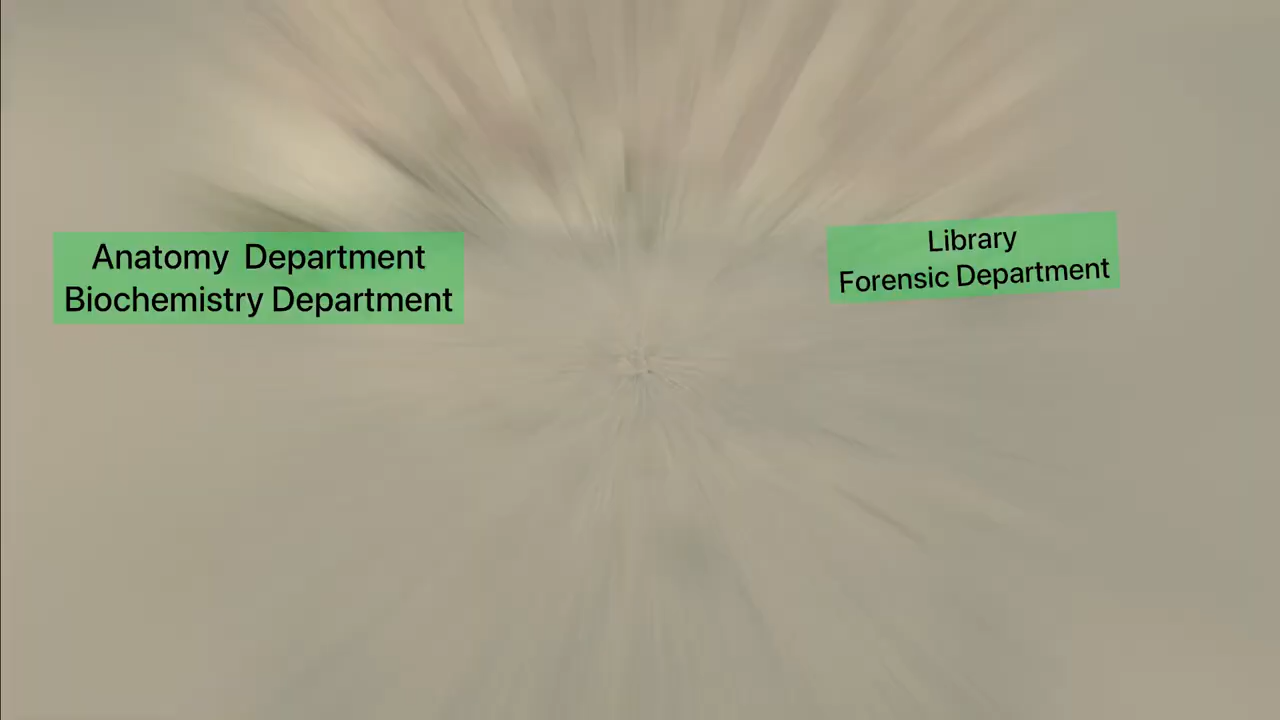 Anatomy  Department
Biochemistry Department
Library
Forensic Department